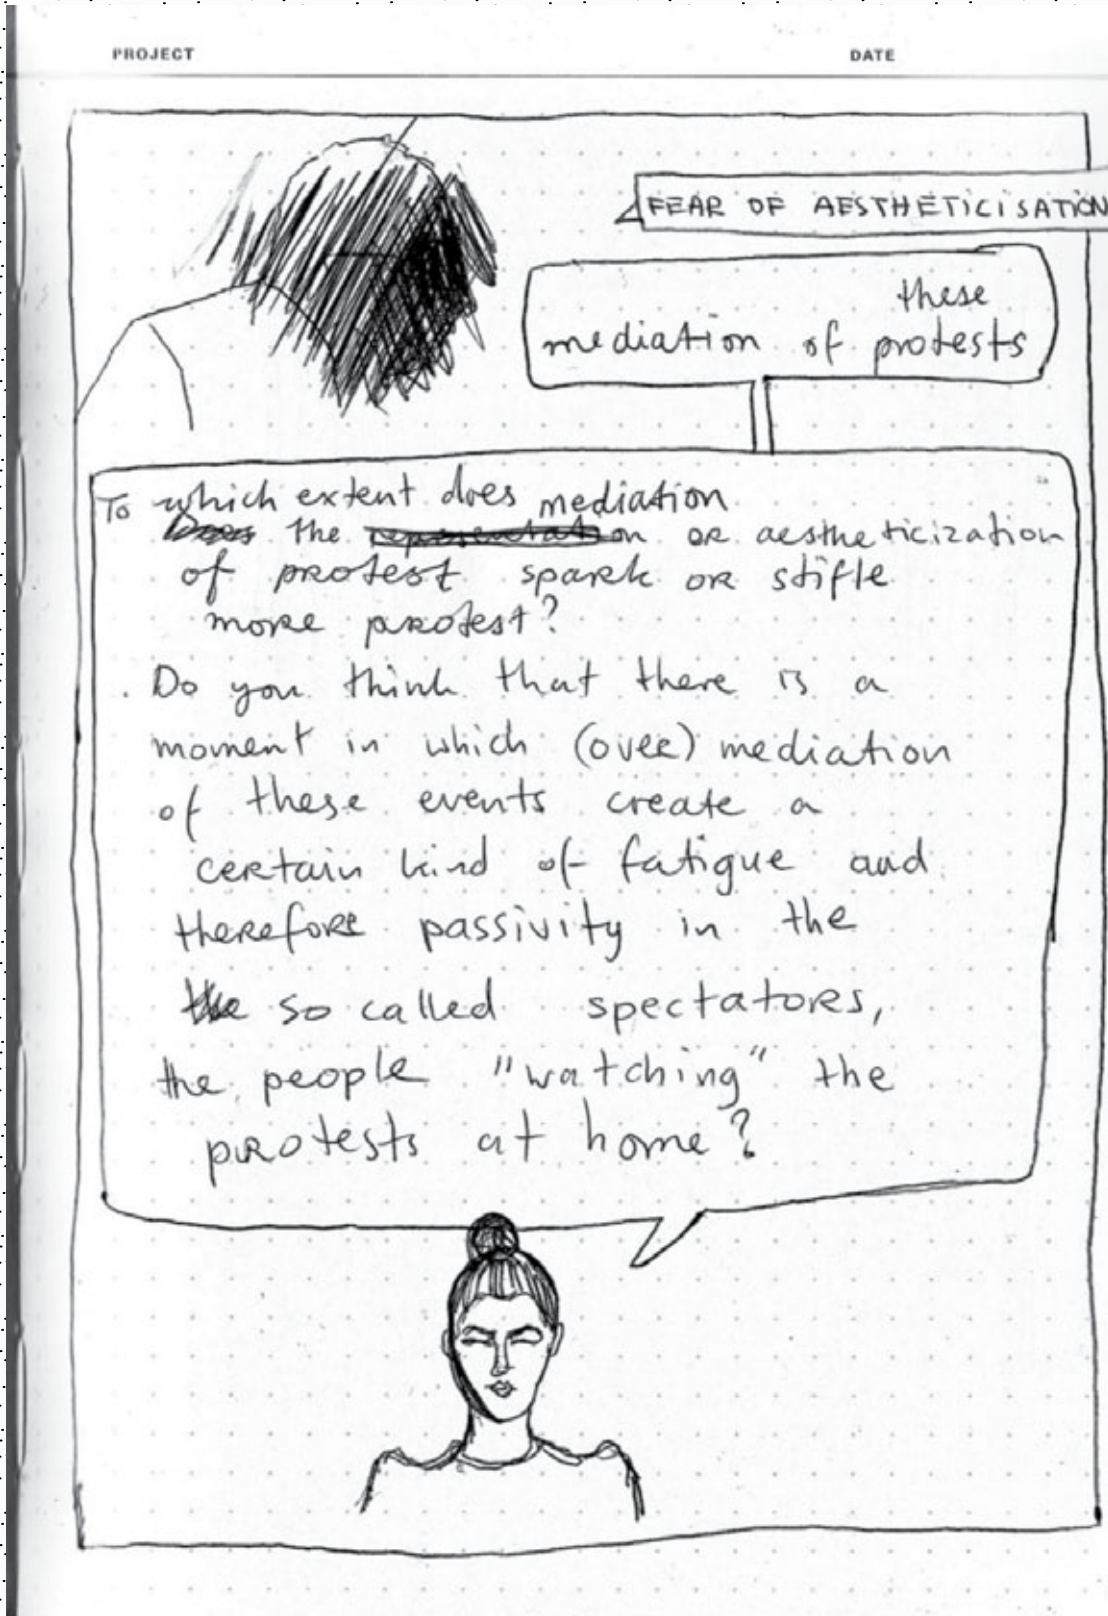 PROJECT DATE
FEAR OF AESTHETICISATION
these
mediation of protests
To which extent does mediation
Does the representation or aestheticization
of protest spark or stifle
more protest?
Do you think that there is a
moment in which (over) mediation
of these events create a
certain kind of fatigue and
therefore passivity in the
the so called spectators,
the people "watching" the
protests at home?